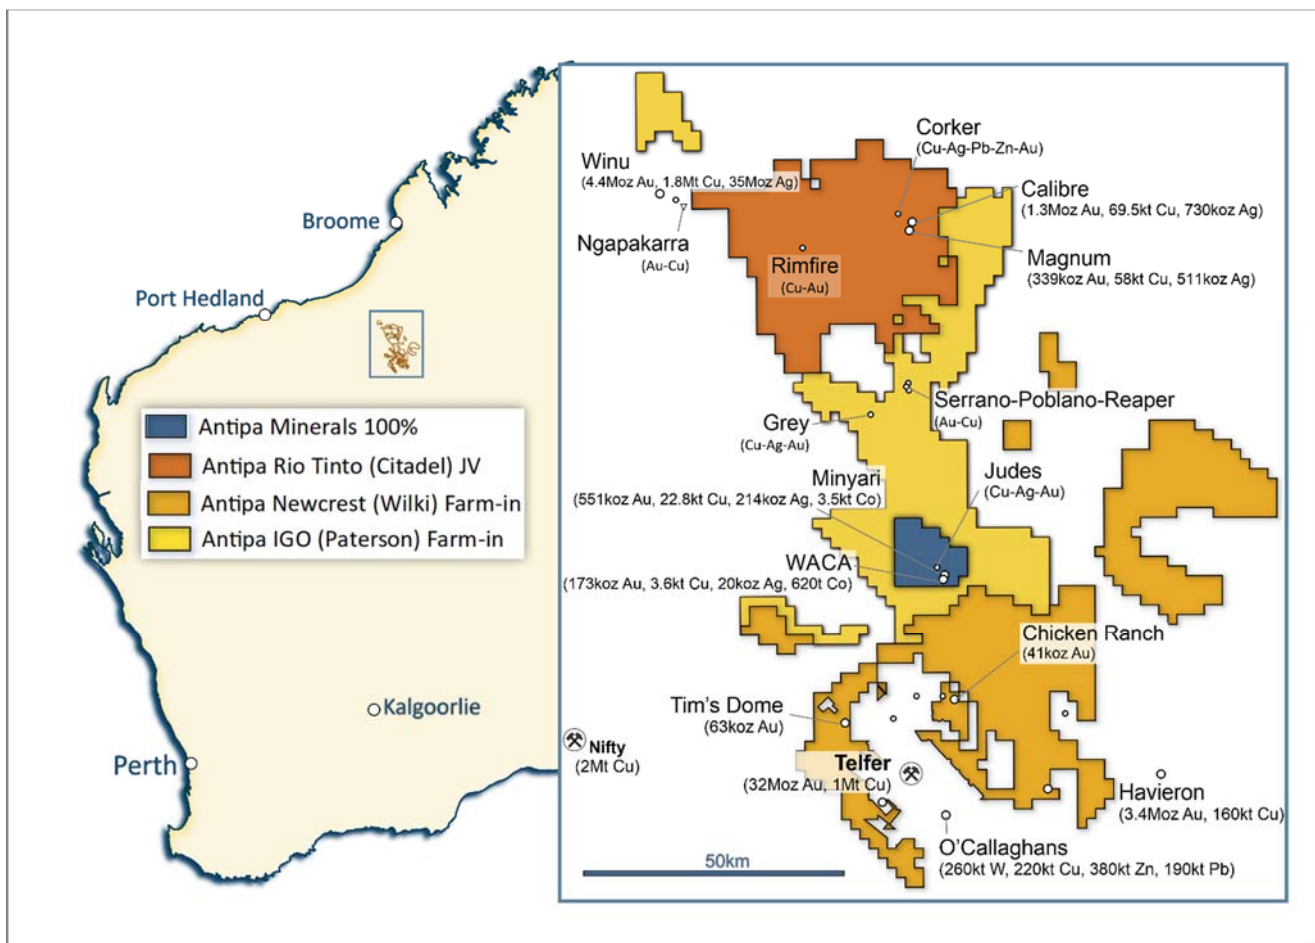 Broome
Port Hedland
Kalgoorlie
Perth
Antipa Minerals 100%
Antipa Rio Tinto (Citadel) JV
Antipa Newcrest (Wilki) Farm-in
Antipa IGO (Paterson) Farm-in
Corker
(Cu-Ag-Pb-Zn-Au)
Winu
(4.4Moz Au, 1.8Mt Cu, 35Moz Ag)
Calibre
(1.3Moz Au, 69.5kt Cu, 730koz Ag)
Ngapakarra
(Au-Cu)
Rimfire
(Cu-Au)
Magnum
(339koz Au, 58kt Cu, 511koz Ag)
Serrano-Poblano-Reaper
(Au-Cu)
Grey
(Cu-Ag-Au)
Judes
(Cu-Ag-Au)
Minyari
(551koz Au, 22.8kt Cu, 214koz Ag, 3.5kt Co)
WACA
(173koz Au, 3.6kt Cu, 20koz Ag, 620t Co)
Chicken Ranch
(41koz Au)
Tim's Dome
(63koz Au)
Nifty
(2Mt Cu)
Telfer
(32Moz Au, 1Mt Cu)
Havieron
(3.4Moz Au, 160kt Cu)
O'Callaghans
(260kt W, 220kt Cu, 380kt Zn, 190kt Pb)
50km